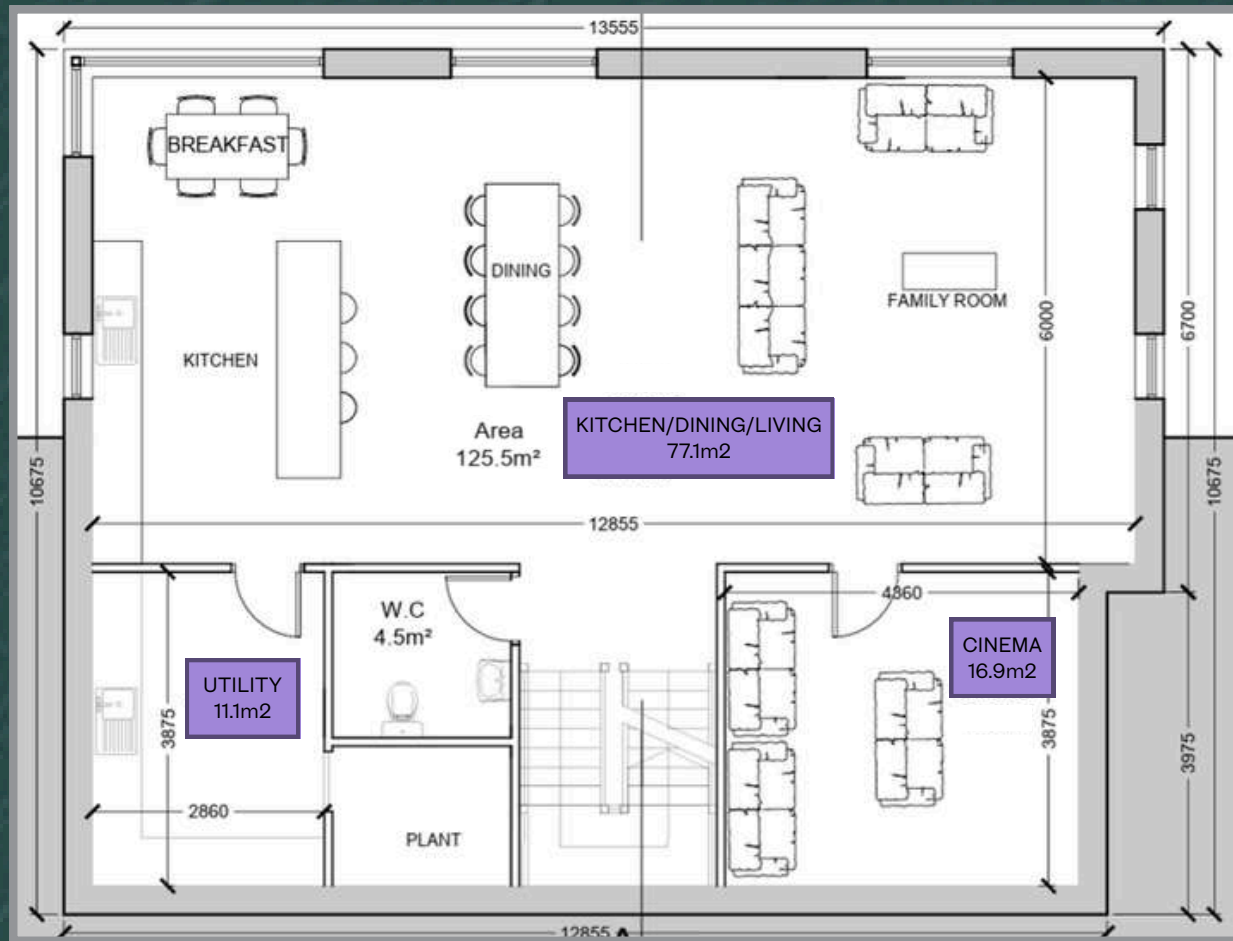 13555
BREAKFAST
DINING
FAMILY ROOM
KITCHEN
6000
6700
10675
10675
Area
125.5m²
KITCHEN/DINING/LIVING
77.1m2
12855
W.C
4.5m²
4360
UTILITY
11.1m2
CINEMA
16.9m2
3875
3875
3975
2860
PLANT
12855 A